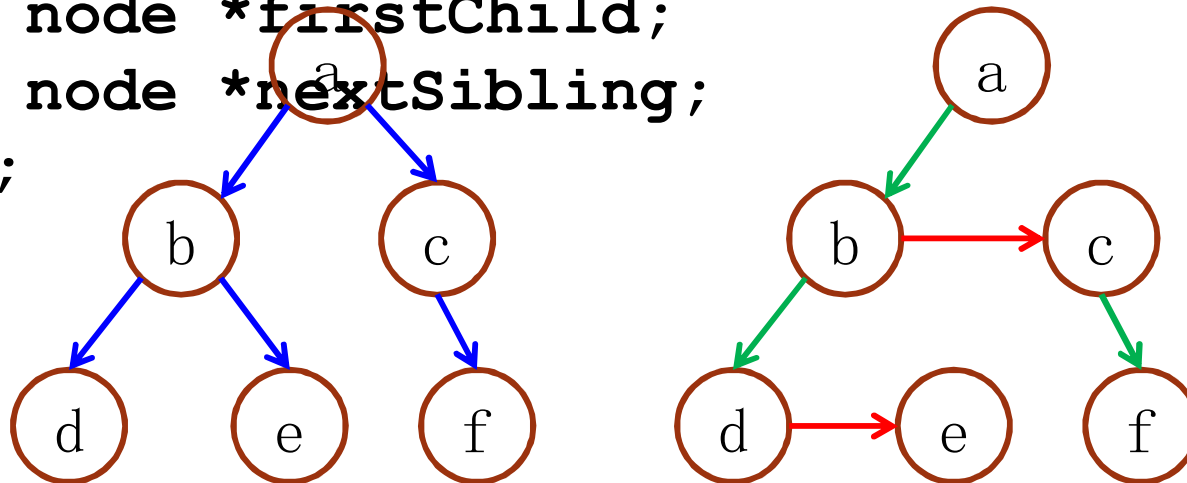 node *firstChild;
node *nextSibling;
;
a a
b c b c
d e f d e f